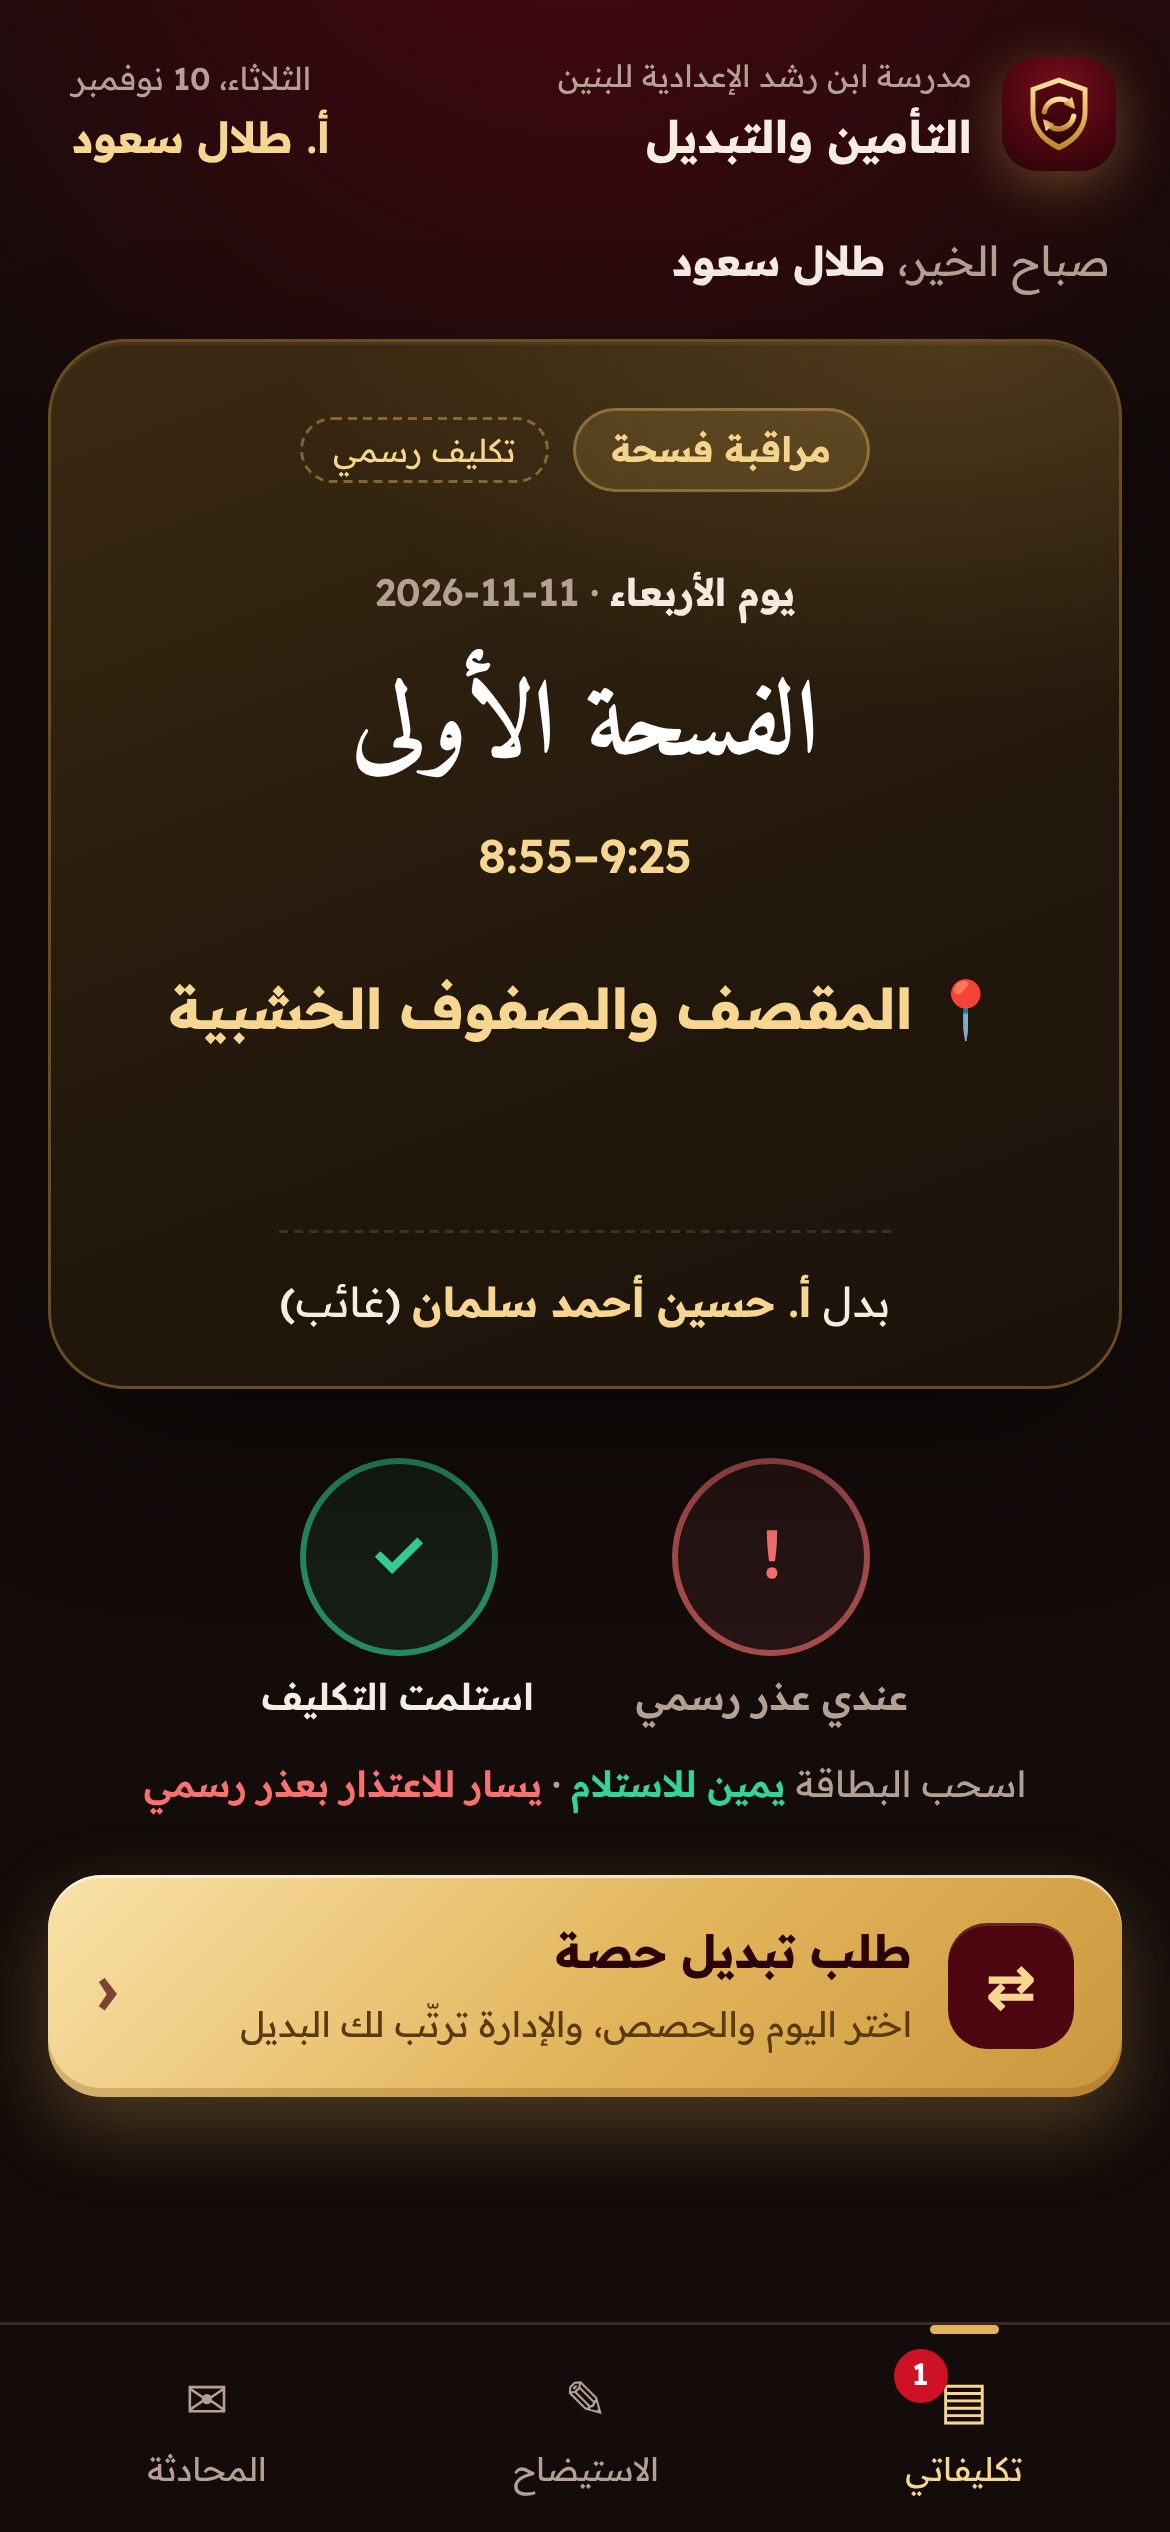 مدرسة ابن رشد الإعدادية للبنين
التأمين والتبديل
الثلاثاء، 10 نوفمبر
أ. طلال سعود
صباح الخير، طلال سعود
مراقبة فسحة
تكليف رسمي
يوم الأربعاء · 2026-11-11
الفسحة الأولى
8:55–9:25
المقصف والصفوف الخشبية
بدل أ. حسين أحمد سلمان (غائب)
عندي عذر رسمي
استلمت التكليف
اسحب البطاقة يمين للاستلام · يسار للاعتذار بعذر رسمي
طلب تبديل حصة
اختر اليوم والحصص، والإدارة ترتّب لك البديل
1
تكليفاتي
الاستيضاح
المحادثة